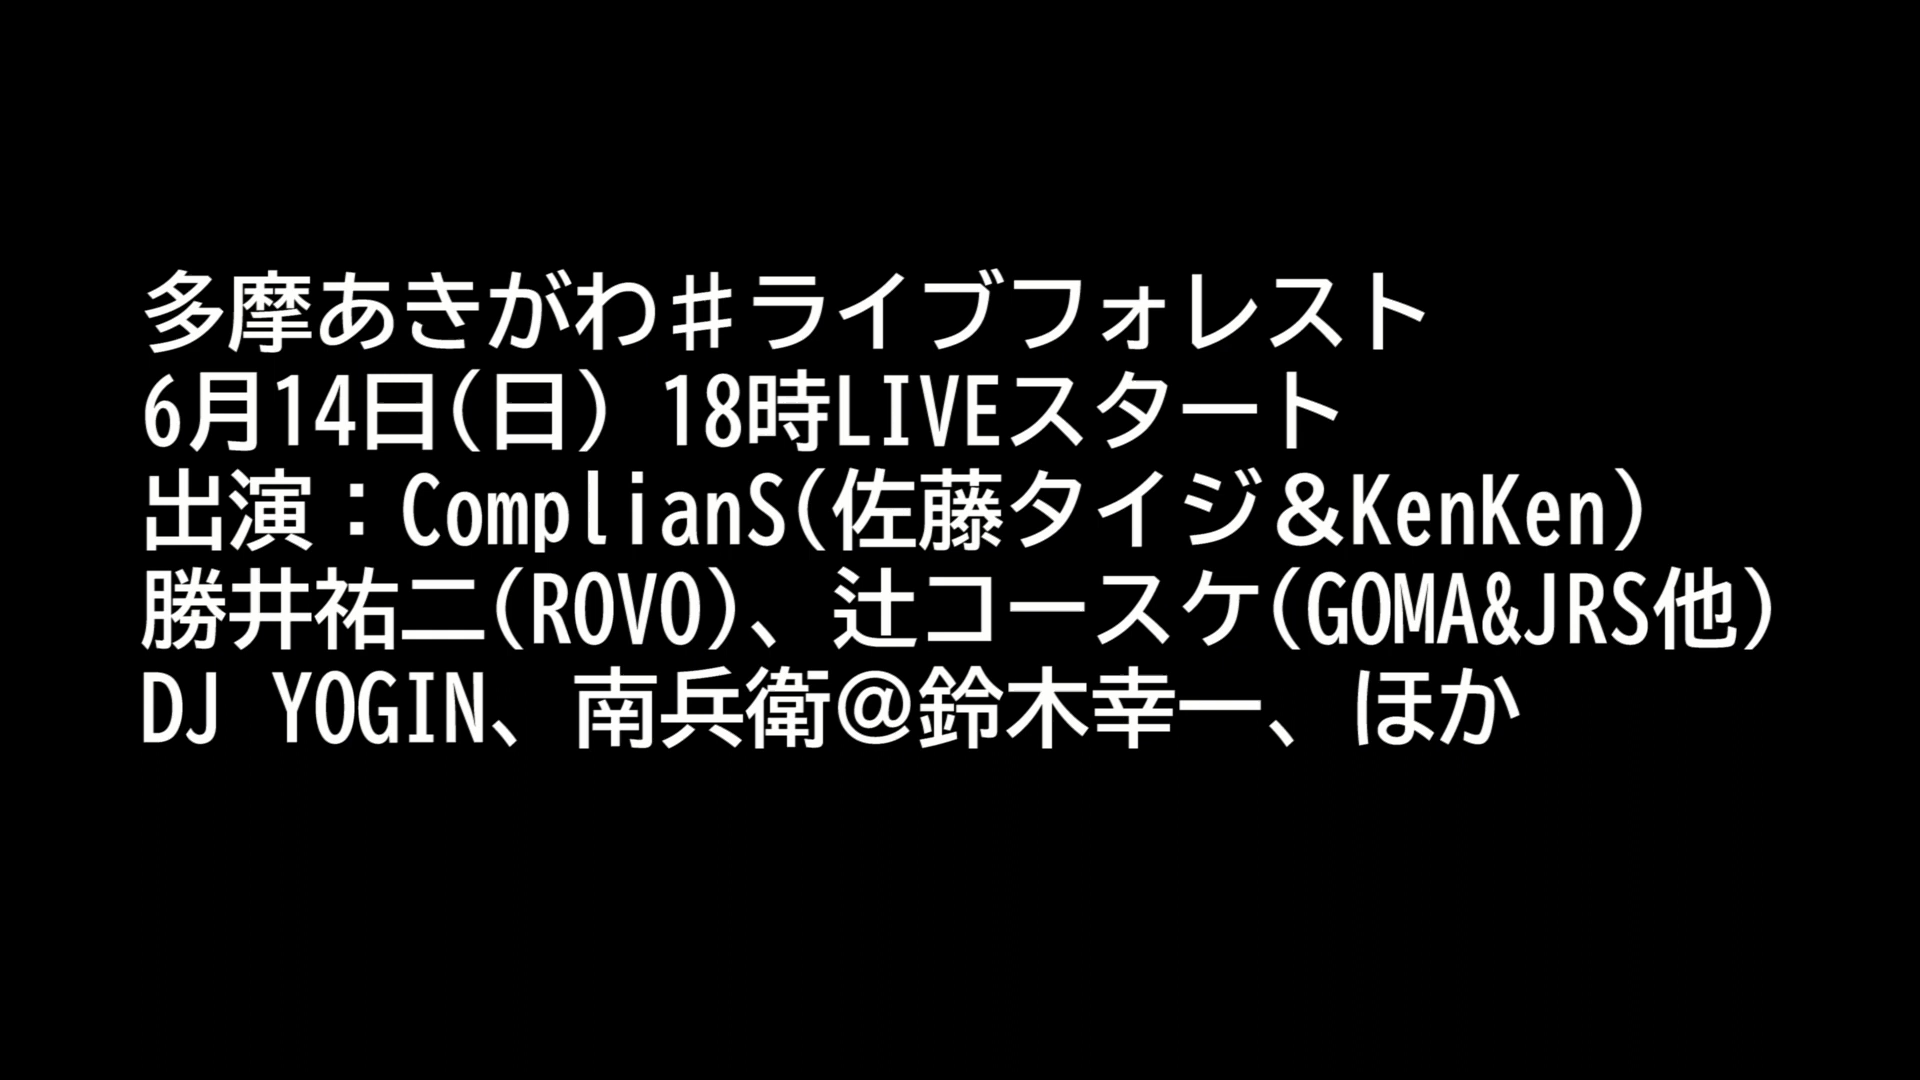 多摩あきがわ♯ライブフォレスト
6月14日(日) 18時LIVEスタート
出演：ComplianS(佐藤タイジ＆KenKen)
勝井祐二(ROVO)、辻コースケ(GOMA&JRS他)
DJ YOGIN、南兵衛＠鈴木幸一、ほか